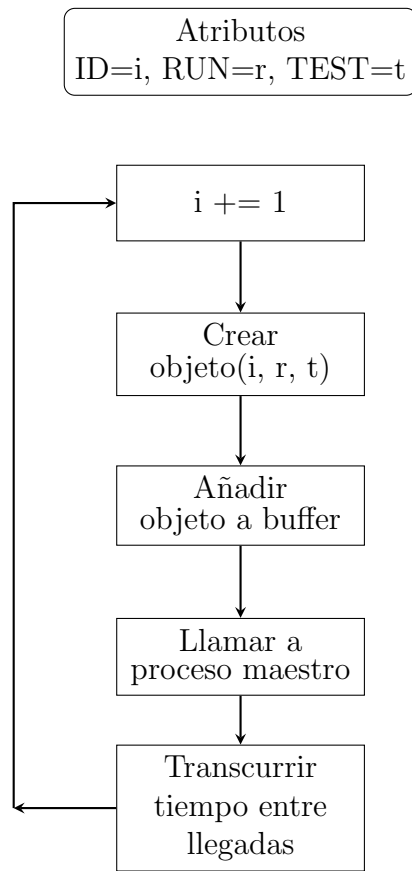 Atributos
ID=i, RUN=r, TEST=t
i += 1
Crear
objeto(i, r, t)
Añadir
objeto a buffer
Llamar a
proceso maestro
Transcurrir
tiempo entre
llegadas